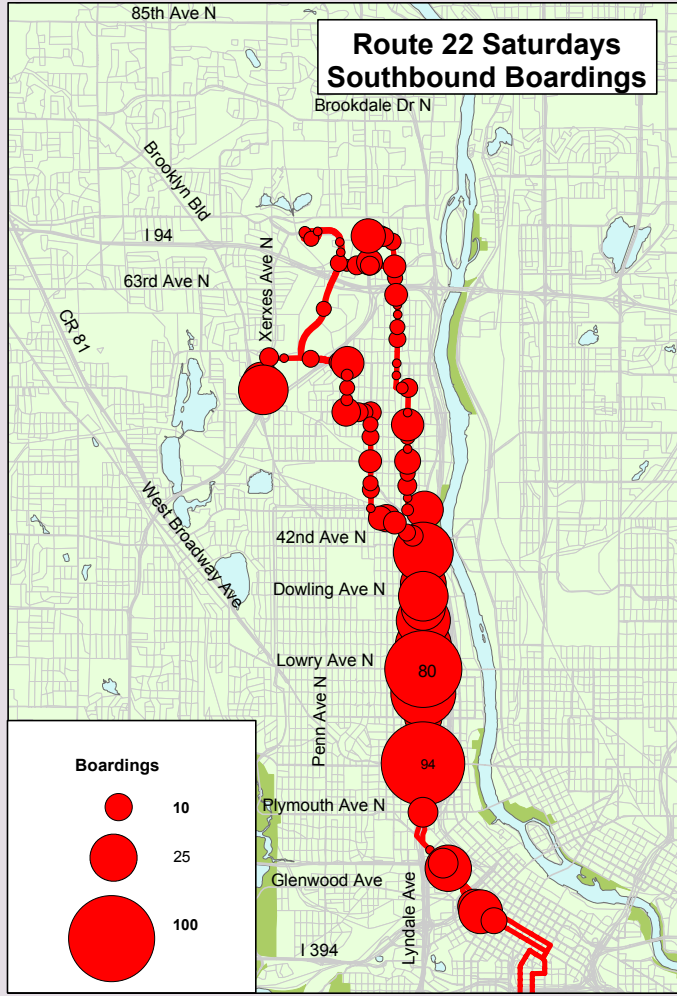 85th Ave N
Route 22 Saturdays
Southbound Boardings
Brookdale Dr N
Brooklyn Bld
I 94
Xerxes Ave N
63rd Ave N
CR 81
West Broadway Ave
42nd Ave N
Dowling Ave N
Lowry Ave N
80
Penn Ave N
94
Plymouth Ave N
Glenwood Ave
Lyndale Ave
I 394
Boardings
10
25
100